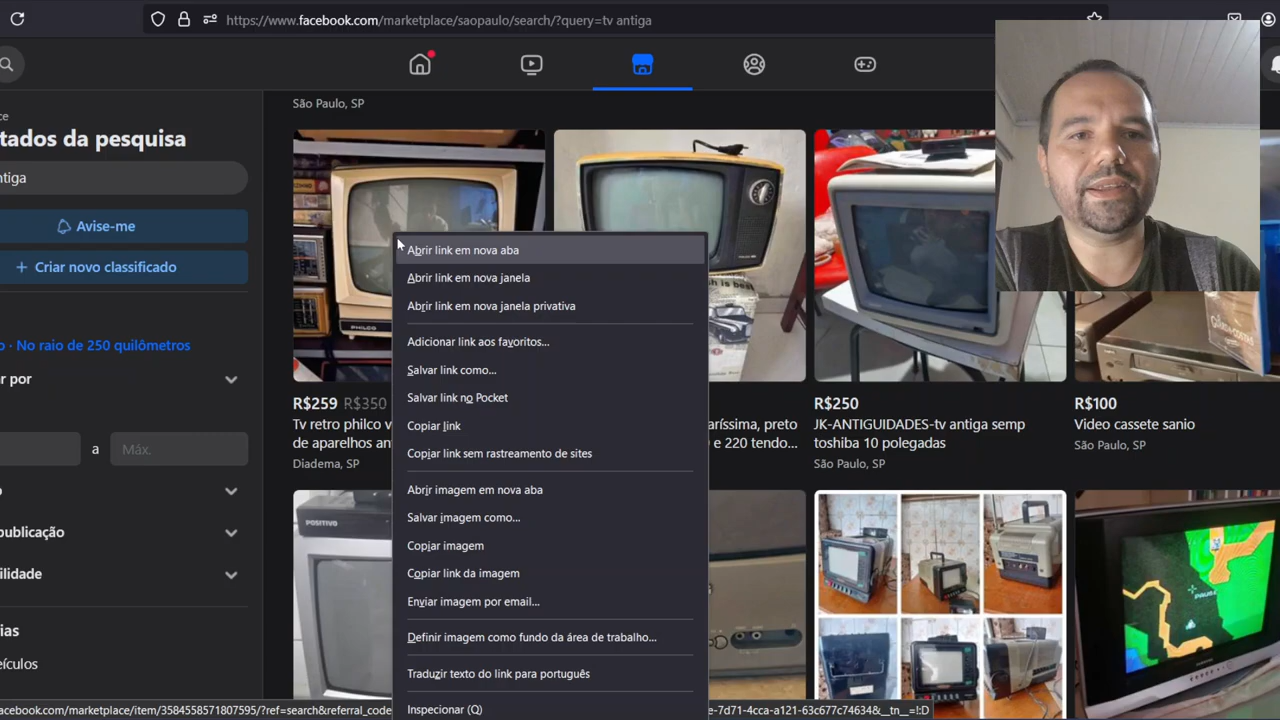 https://www.facebook.com/marketplace/saopaulo/search/?query=tv antiga
ce
tados da pesquisa
ntiga
Avise-me
+ Criar novo classificado
o · No raio de 250 quilômetros
ar por
a
Máx.
o
publicação
ilidade
ias
eículos
São Paulo, SP
PHILCO
R$259 R$350
Tv retro philco v
de aparelhos an
Diadema, SP
aríssima, preto
e 220 tendo...
R$250
JK-ANTIGUIDADES-tv antiga semp
toshiba 10 polegadas
São Paulo, SP
R$100
Video cassete sanio
São Paulo, SP
POSITIVO
Abrir link em nova aba
Abrir link em nova janela
Abrir link em nova janela privativa
Adicionar link aos favoritos...
Salvar link como...
Salvar link no Pocket
Copiar link
Copiar link sem rastreamento de sites
Abrir imagem em nova aba
Salvar imagem como...
Copiar imagem
Copiar link da imagem
Enviar imagem por email...
Definir imagem como fundo da área de trabalho...
Traduzir texto do link para português
Inspecionar (Q)
acebook.com/marketplace/item/3584558571807595/?ref=search&referral_code
e-7d71-4cca-a121-63c677c74634&__tn__=!:D